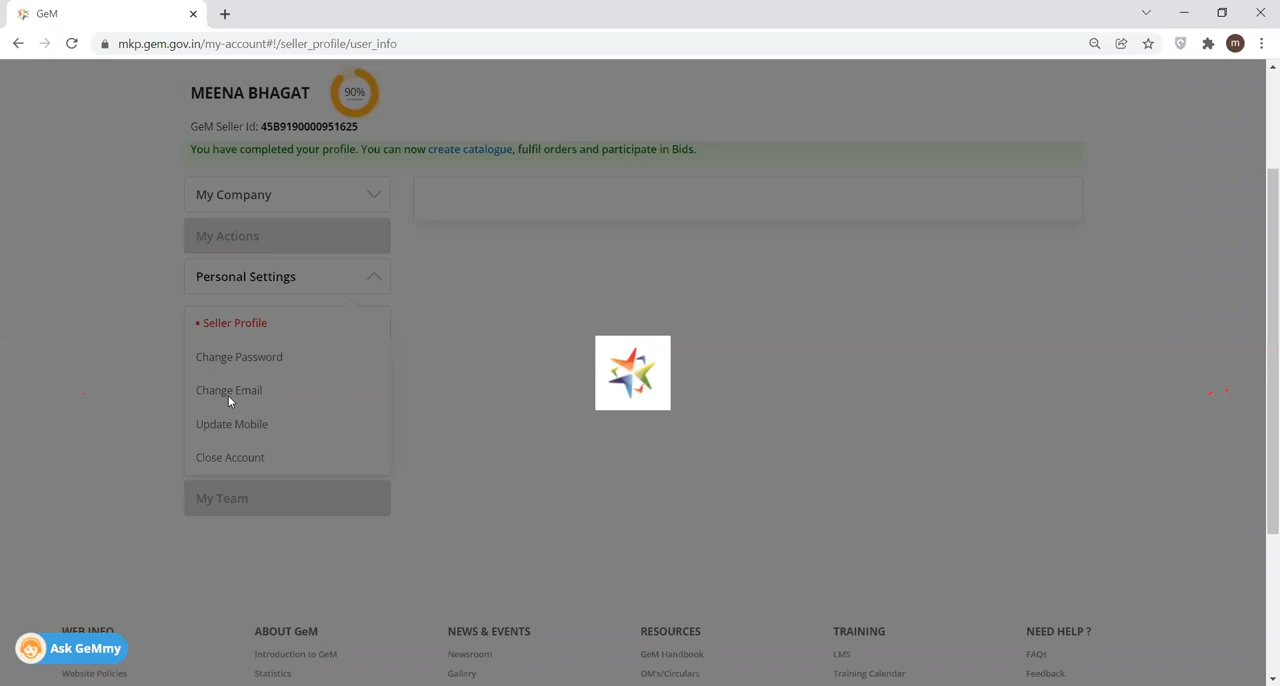 GeM
mkp.gem.gov.in/my-account#!/seller_profile/user_info
m
MEENA BHAGAT
90%
GeM Seller Id: 45B9190000951625
You have completed your profile. You can now create catalogue, fulfil orders and participate in Bids.
My Company
My Actions
Personal Settings
• Seller Profile
Change Password
Change Email
Update Mobile
Close Account
My Team
WEB INFO
ABOUT GeM
NEWS & EVENTS
RESOURCES
TRAINING
NEED HELP ?
Ask GeMmy
Introduction to GeM
Newsroom
GeM Handbook
LMS
FAQs
Website Policies
Statistics
Gallery
OM's/Circulars
Training Calendar
Feedback